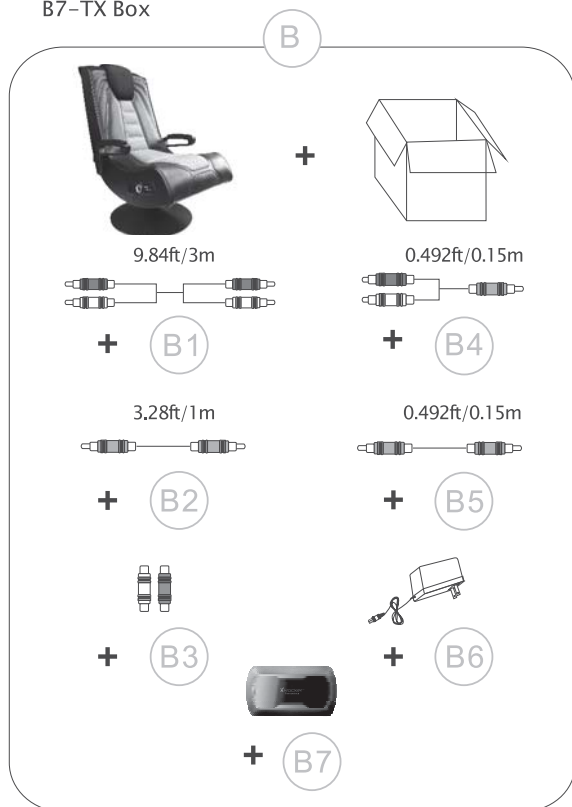 B7-TX Box
B
+
9.84ft/3m
0.492ft/0.15m
+ B1
+ B4
3.28ft/1m
0.492ft/0.15m
+ B2
+ B5
+ B3
+ B6
+ B7